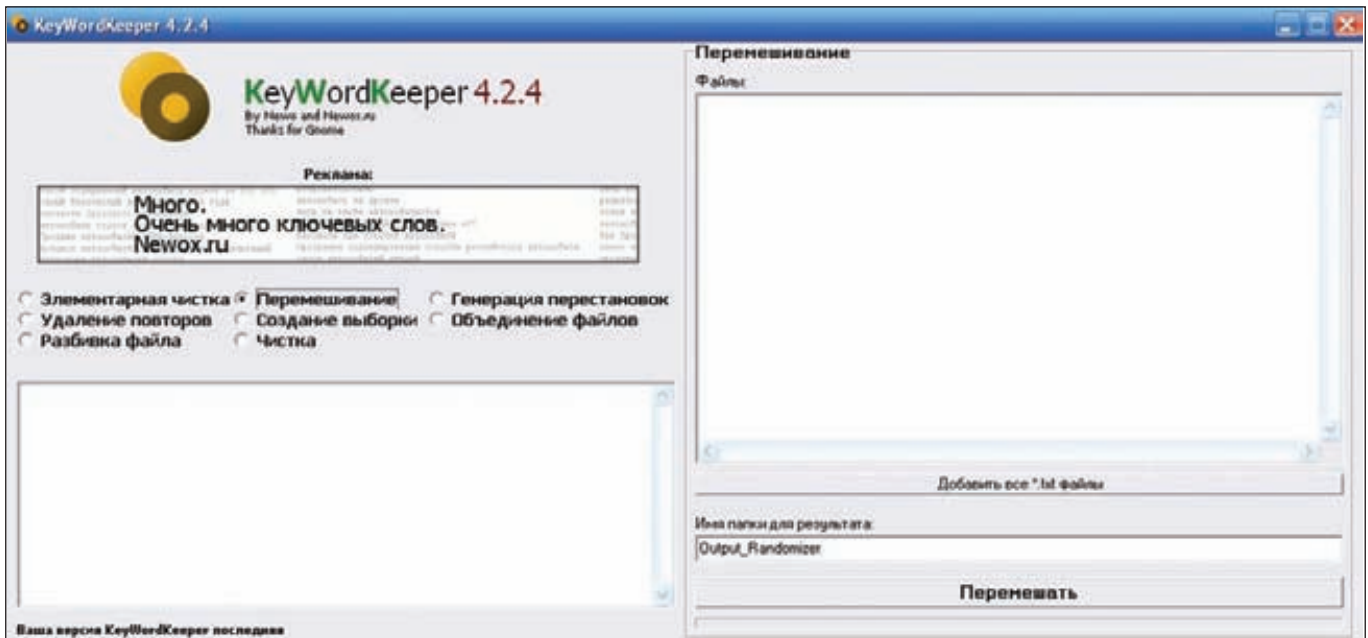 KeyWordKeeper 4.2.4
KeyWordKeeper 4.2.4
By News and Newox.ru
Thanks for Gnome
Реклама:
Много.
Очень много ключевых слов.
Newox.ru
Элементарная чистка Перемешивание Генерация перестановок
Удаление повторов Создание выборки Объединение файлов
Разбивка файла Чистка
Ваша версия KeyWordKeeper последняя
Перемешивание
Файлы:
Добавить все *.txt файлы
Имя папки для результата:
Output_Randomizer
Перемешать